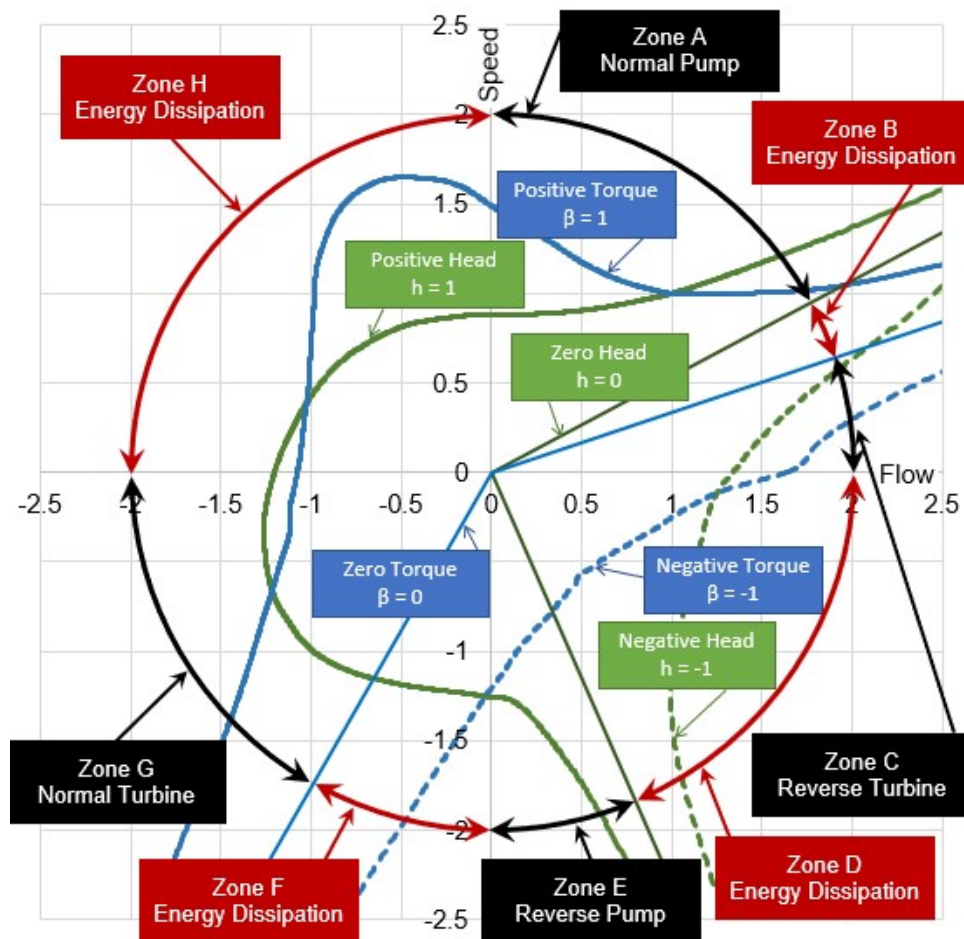 2.5
Zone A
Normal Pump
Zone H
Energy Dissipation
Speed
2
Zone B
Energy Dissipation
1.5
Positive Torque
β = 1
Positive Head
h = 1
Zero Head
h = 0
0.5
0
Flow
-2.5
-2
-1.5
-1
-0.5
0
0.5
1
1.5
2
2.5
Zero Torque
β = 0
Negative Torque
β = -1
Negative Head
h = -1
-1
-1.5
Zone G
Normal Turbine
Zone C
Reverse Turbine
-2
Zone F
Energy Dissipation
Zone E
Reverse Pump
Zone D
Energy Dissipation
-2.5